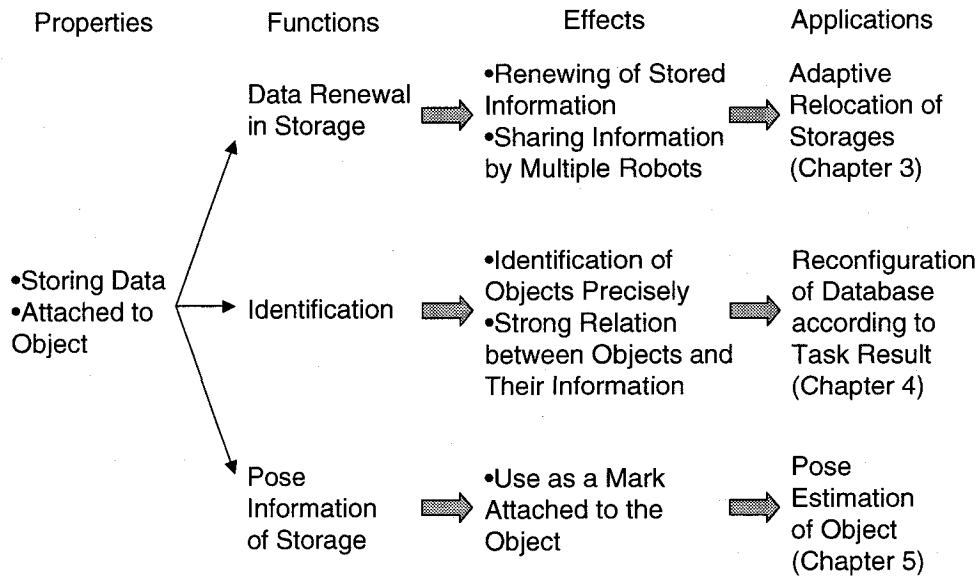 Properties
Functions
Effects
Applications
•Storing Data
•Attached to
Object
Data Renewal
in Storage
•Renewing of Stored
Information
•Sharing Information
by Multiple Robots
Adaptive
Relocation of
Storages
(Chapter 3)
Identification
•Identification of
Objects Precisely
•Strong Relation
between Objects and
Their Information
Reconfiguration
of Database
according to
Task Result
(Chapter 4)
Pose
Information
of Storage
•Use as a Mark
Attached to the
Object
Pose
Estimation
of Object
(Chapter 5)